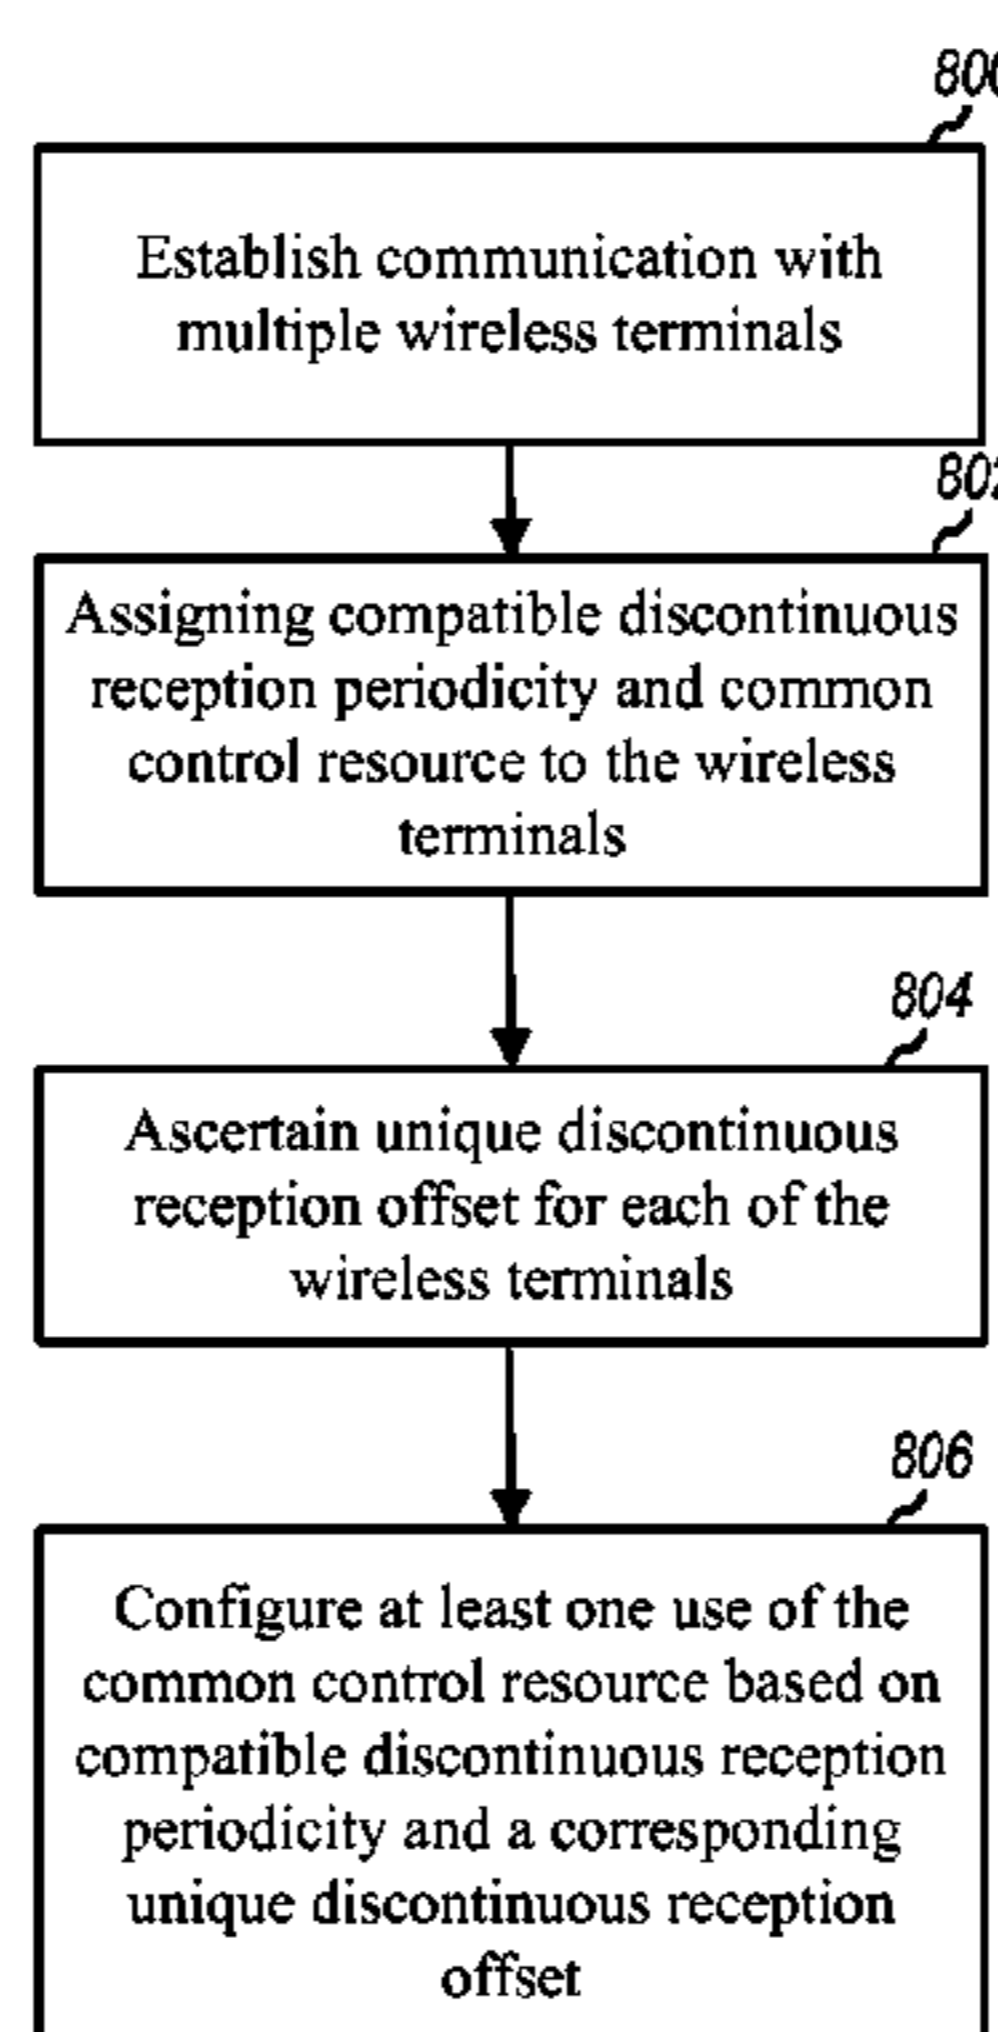 800
Establish communication with
multiple wireless terminals
802
Assigning compatible discontinuous
reception periodicity and common
control resource to the wireless
terminals
804
Ascertain unique discontinuous
reception offset for each of the
wireless terminals
806
Configure at least one use of the
common control resource based on
compatible discontinuous reception
periodicity and a corresponding
unique discontinuous reception
offset